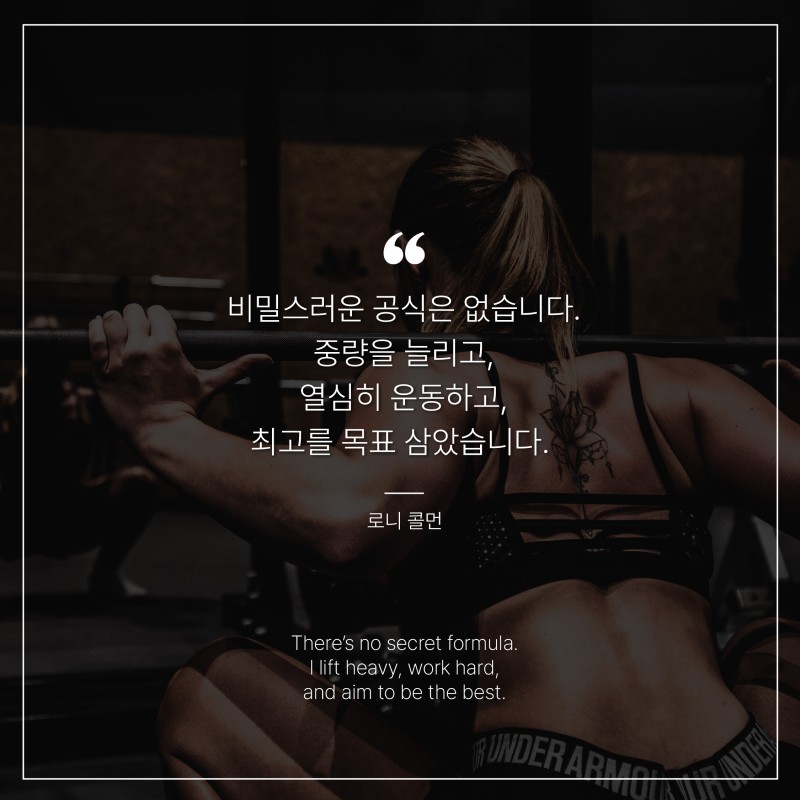 ❝
비밀스러운 공식은 없습니다.
중량을 늘리고,
열심히 운동하고,
최고를 목표 삼았습니다.
로니 콜먼
There’s no secret formula.
I lift heavy, work hard,
and aim to be the best.
UNDER ARMOUR
UNDER